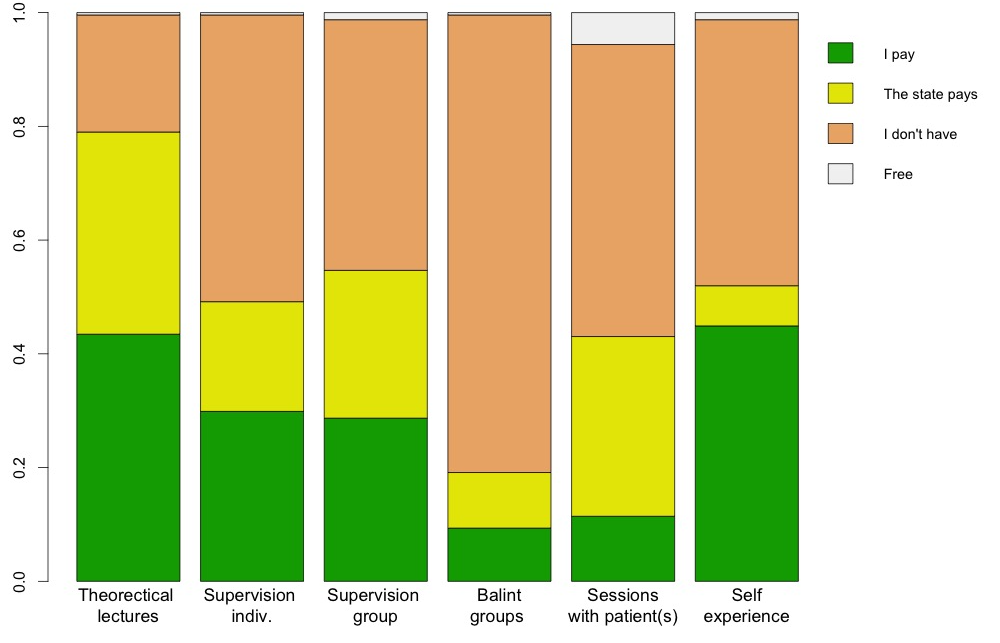 1.0
0.8
0.6
0.4
0.2
0.0
I pay
The state pays
I don't have
Free
Theorectical
lectures
Supervision
indiv.
Supervision
group
Balint
groups
Sessions
with patient(s)
Self
experience